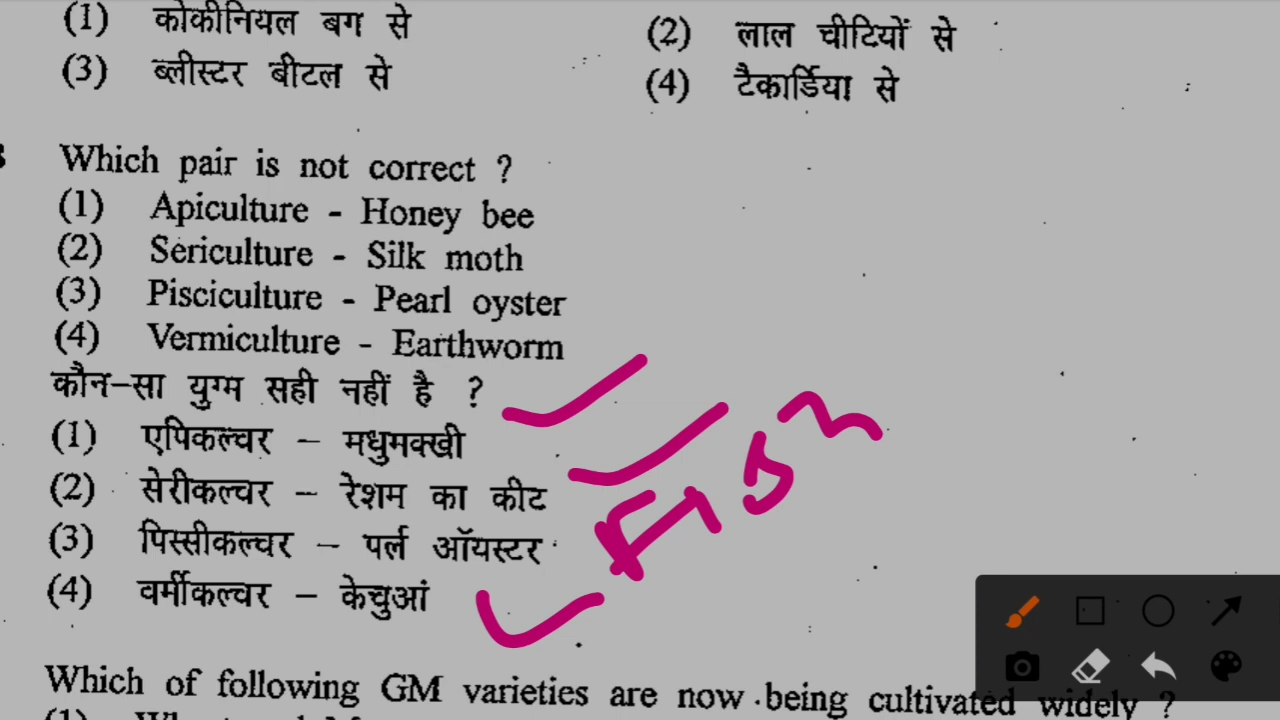 (1) कोकीनियल बग से (2) लाल चीटियों से
(3) ब्लीस्टर बीटल से (4) टैकार्डिया से
Which pair is not correct ?
(1) Apiculture - Honey bee
(2) Sericulture - Silk moth
(3) Pisciculture - Pearl oyster
(4) Vermiculture - Earthworm
कौन-सा युग्म सही नहीं है ?
(1) एपिकल्चर – मधुमक्खी
(2) सेरीकल्चर – रेशम का कीट
(3) पिस्सीकल्चर – पर्ल ऑयस्टर
(4) वर्मीकल्चर – केचुआं
Which of following GM varieties are now being cultivated widely ?